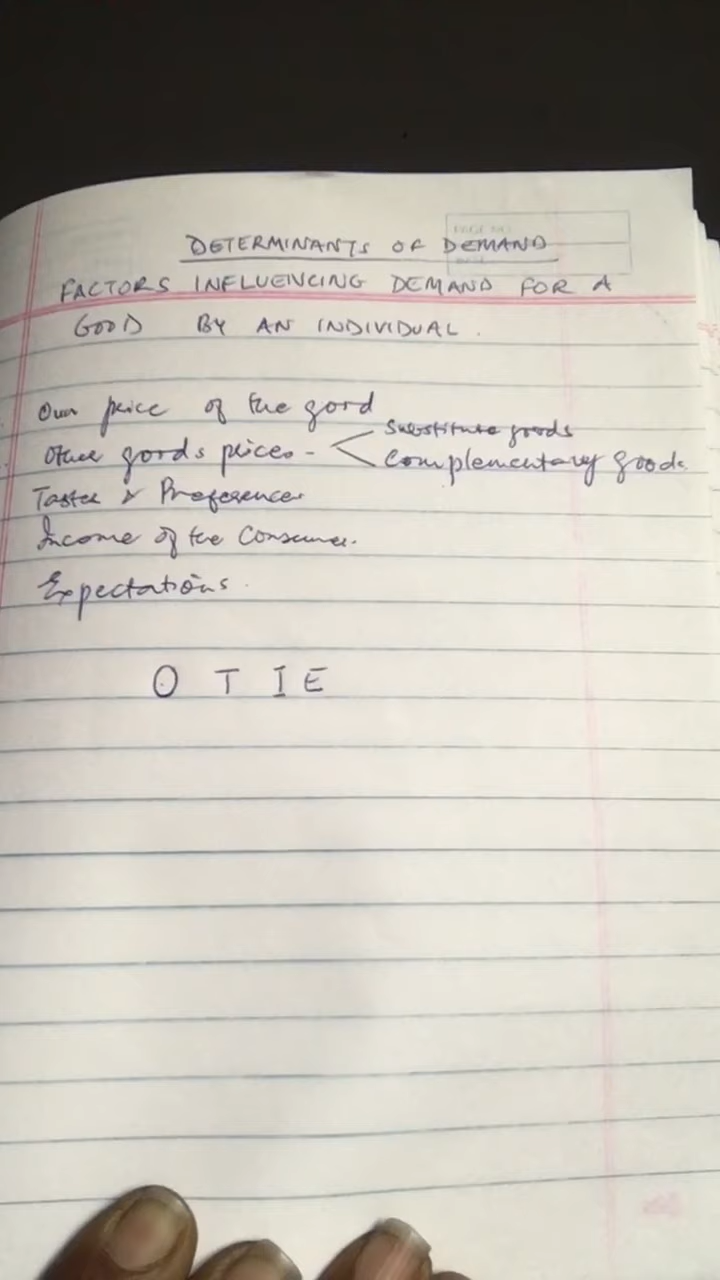 DETERMINANTS OF DEMAND
FACTORS INFLUENCING DEMAND FOR A
GOOD BY AN INDIVIDUAL.
Own price of the good
Other goods prices - Substitute goods
Complementary goods.
Tastes & Preferences
Income of the Consumer.
Expectations.
O T I E